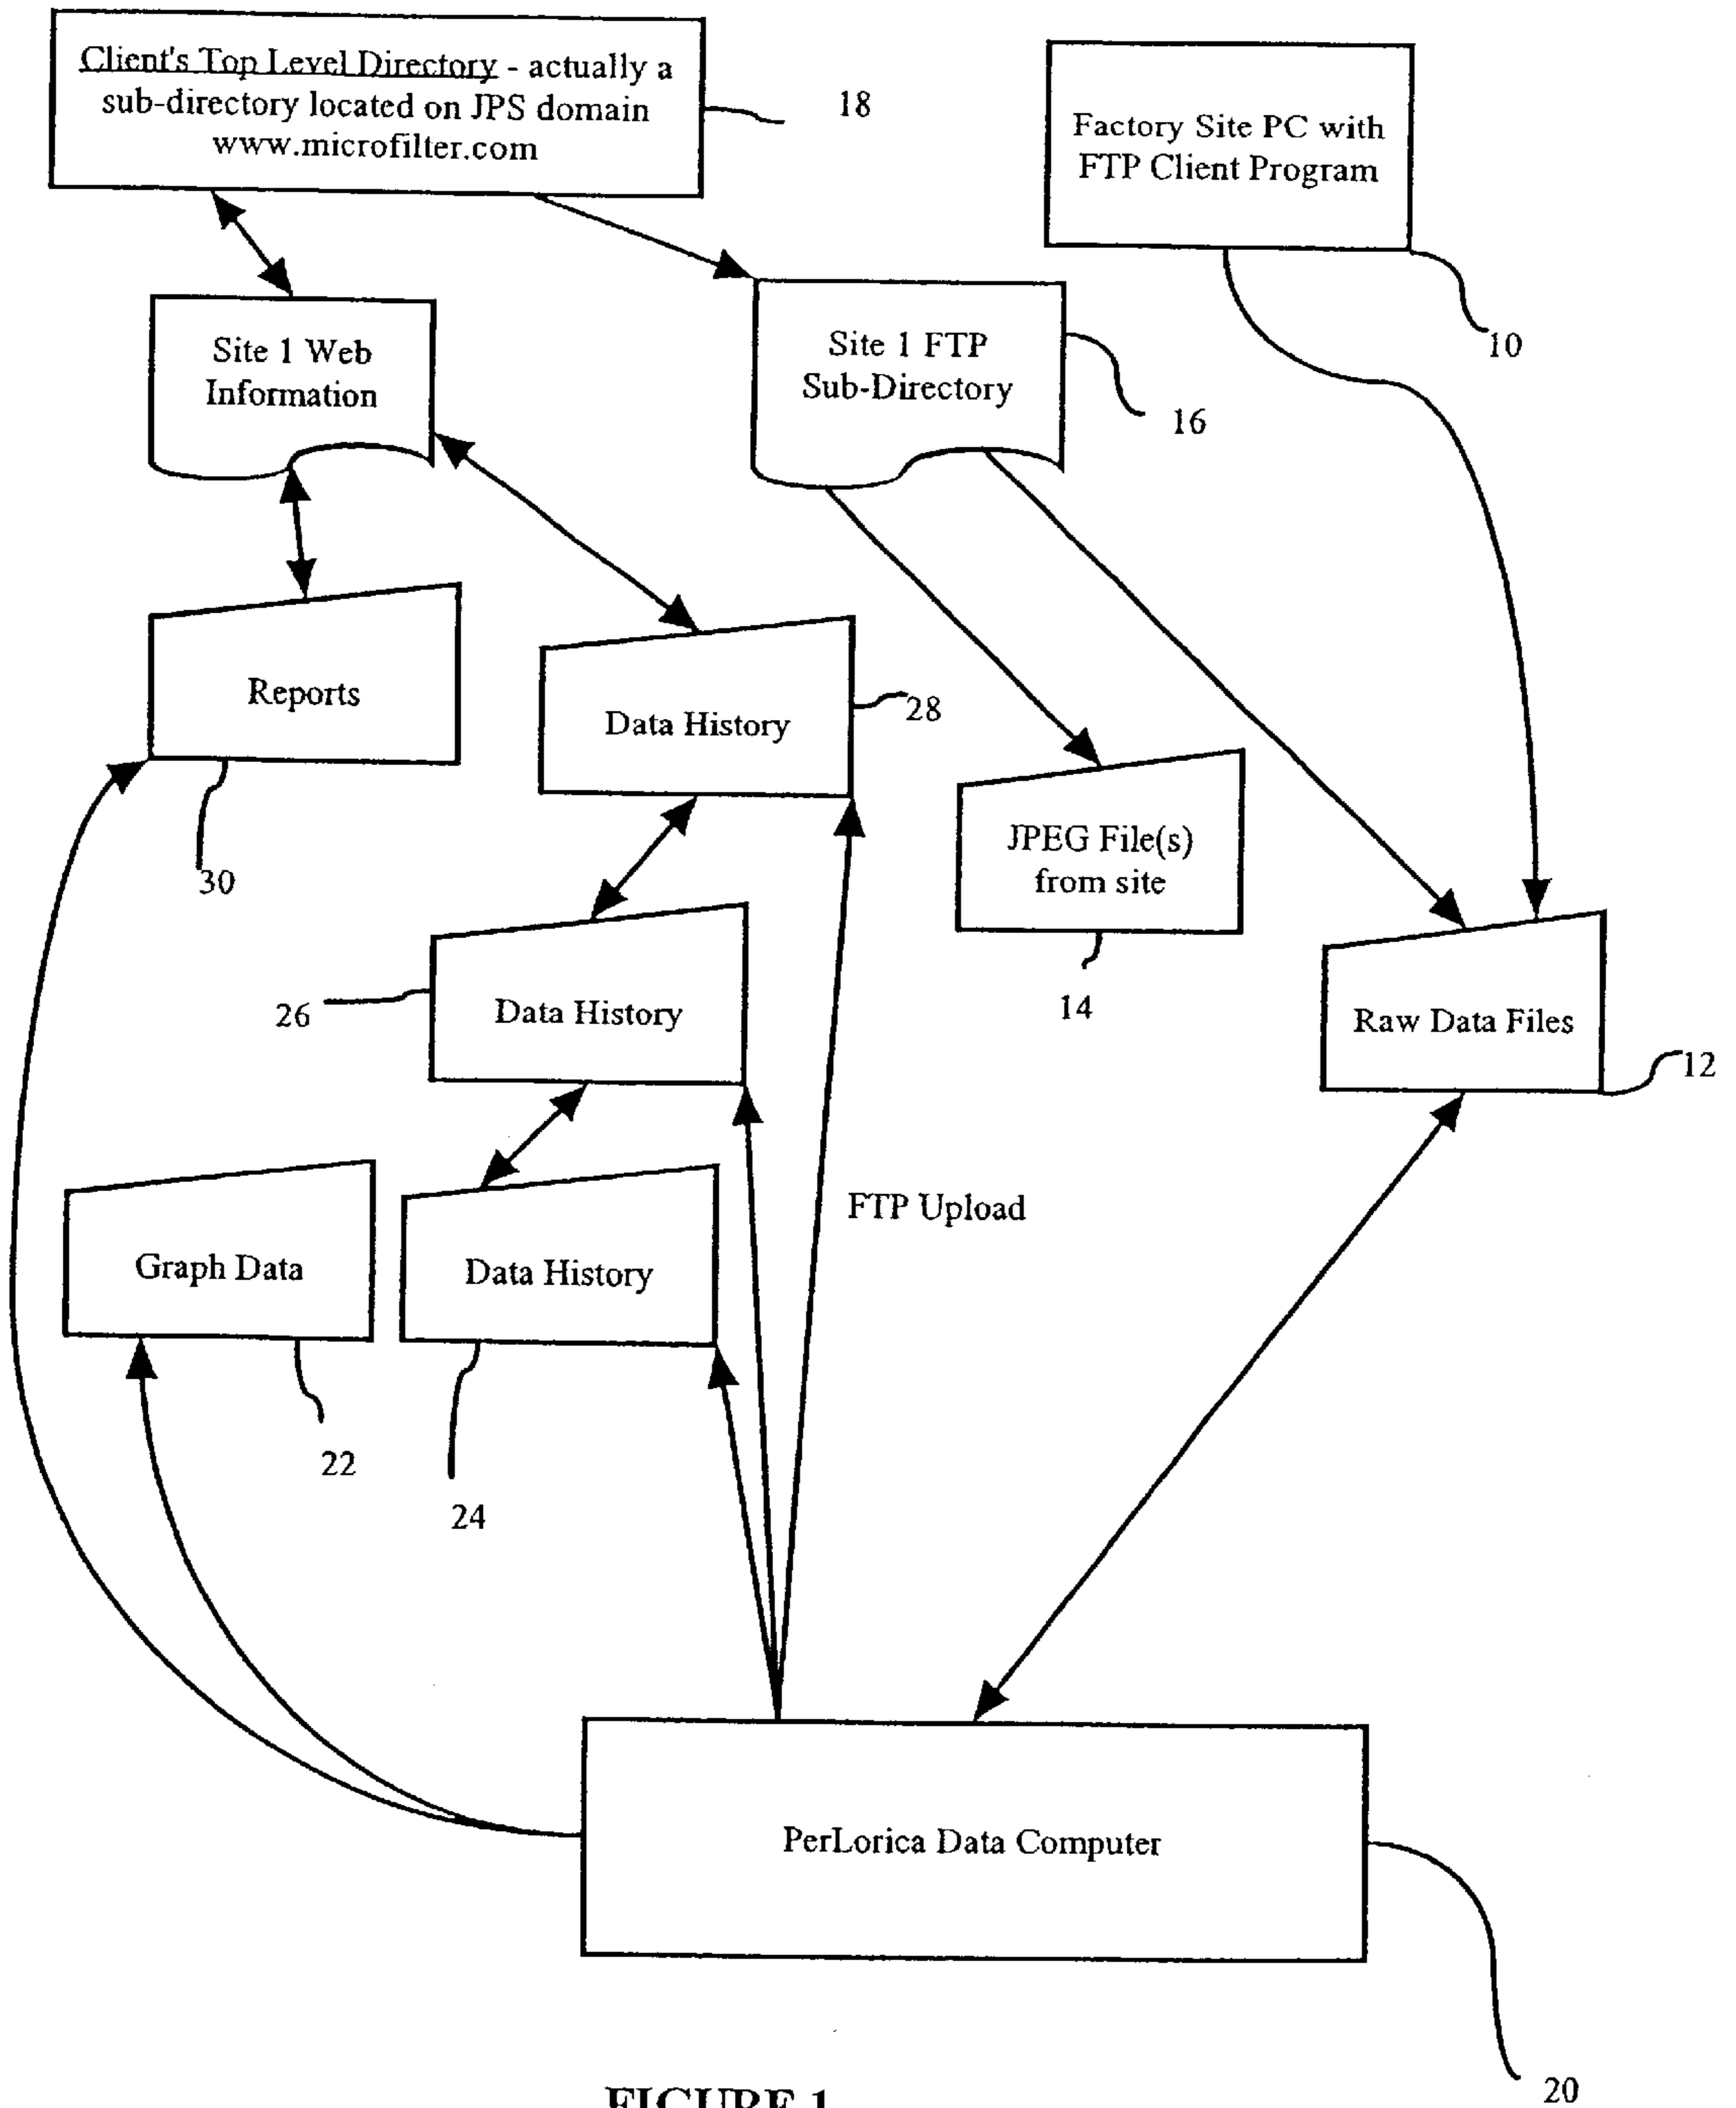 Client's Top Level Directory - actually a
sub-directory located on JPS domain
www.microfilter.com
18
Factory Site PC with
FTP Client Program
10
Site 1 Web
Information
Site 1 FTP
Sub-Directory
16
Reports
30
Data History
28
JPEG File(s)
from site
14
Raw Data Files
12
Data History
26
Graph Data
22
Data History
24
FTP Upload
PerLorica Data Computer
20
FIGURE 1